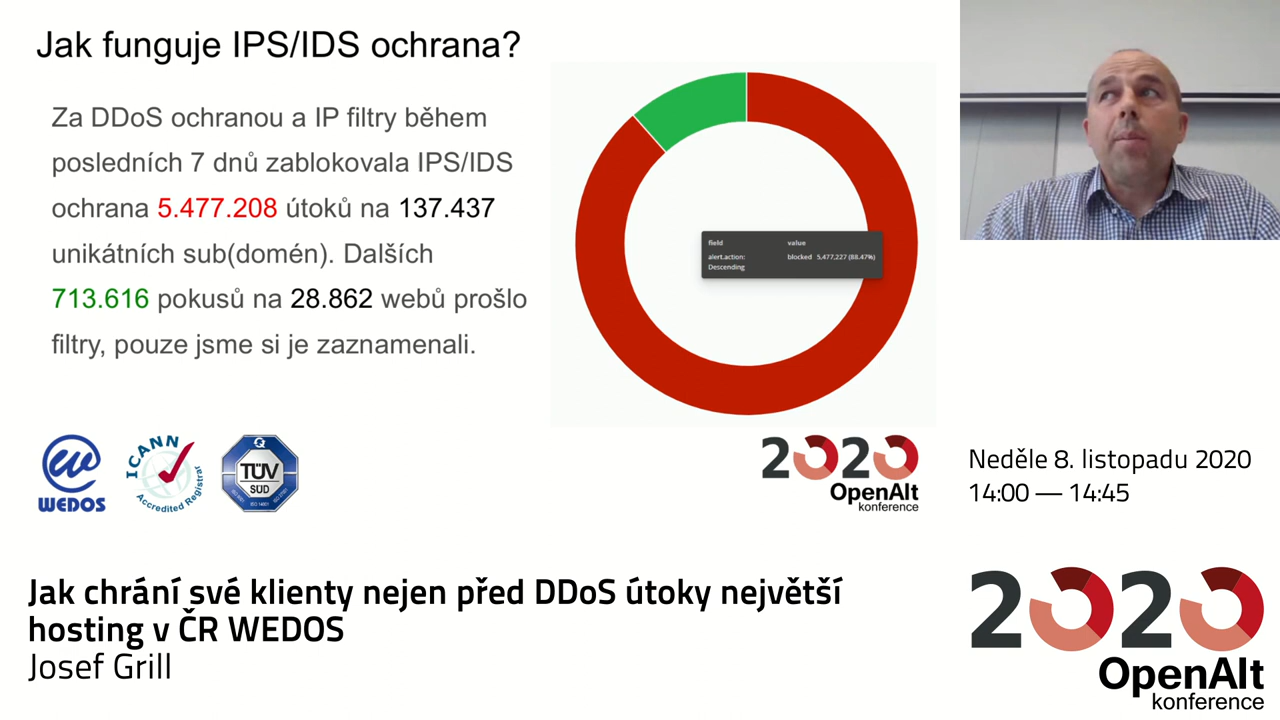 Jak funguje IPS/IDS ochrana?
Za DDoS ochranou a IP filtry během
posledních 7 dnů zablokovala IPS/IDS
ochrana 5.477.208 útoků na 137.437
unikátních sub(domén). Dalších
713.616 pokusů na 28.862 webů prošlo
filtry, pouze jsme si je zaznamenali.
field value
alert.action: blocked 5,477,227 (88.47%)
Descending
WEDOS
ICANN
Accredited Registrar
TÜV
SÜD
2020
OpenAlt
konference
Neděle 8. listopadu 2020
14:00 — 14:45
Jak chrání své klienty nejen před DDoS útoky největší
hosting v ČR WEDOS
Josef Grill
2020
OpenAlt
konference